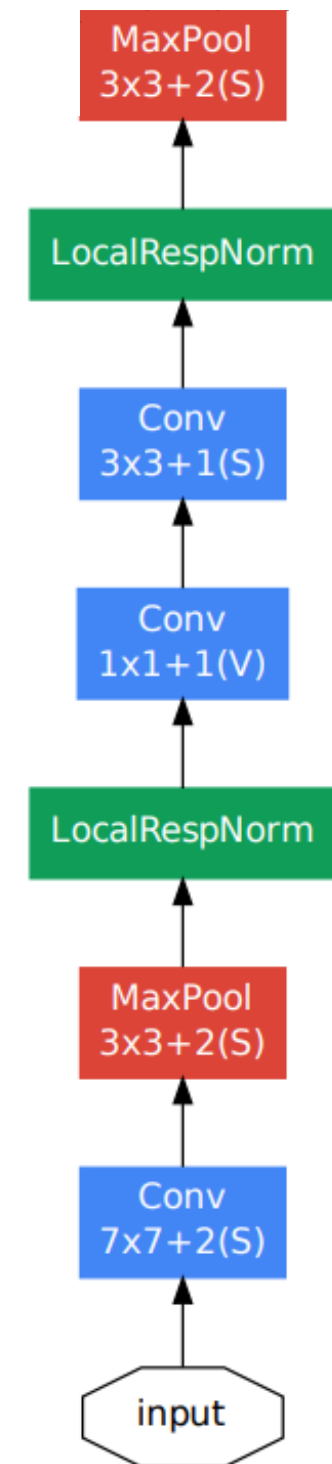 MaxPool
3x3+2(S)
LocalRespNorm
Conv
3x3+1(S)
Conv
1x1+1(V)
LocalRespNorm
MaxPool
3x3+2(S)
Conv
7x7+2(S)
input